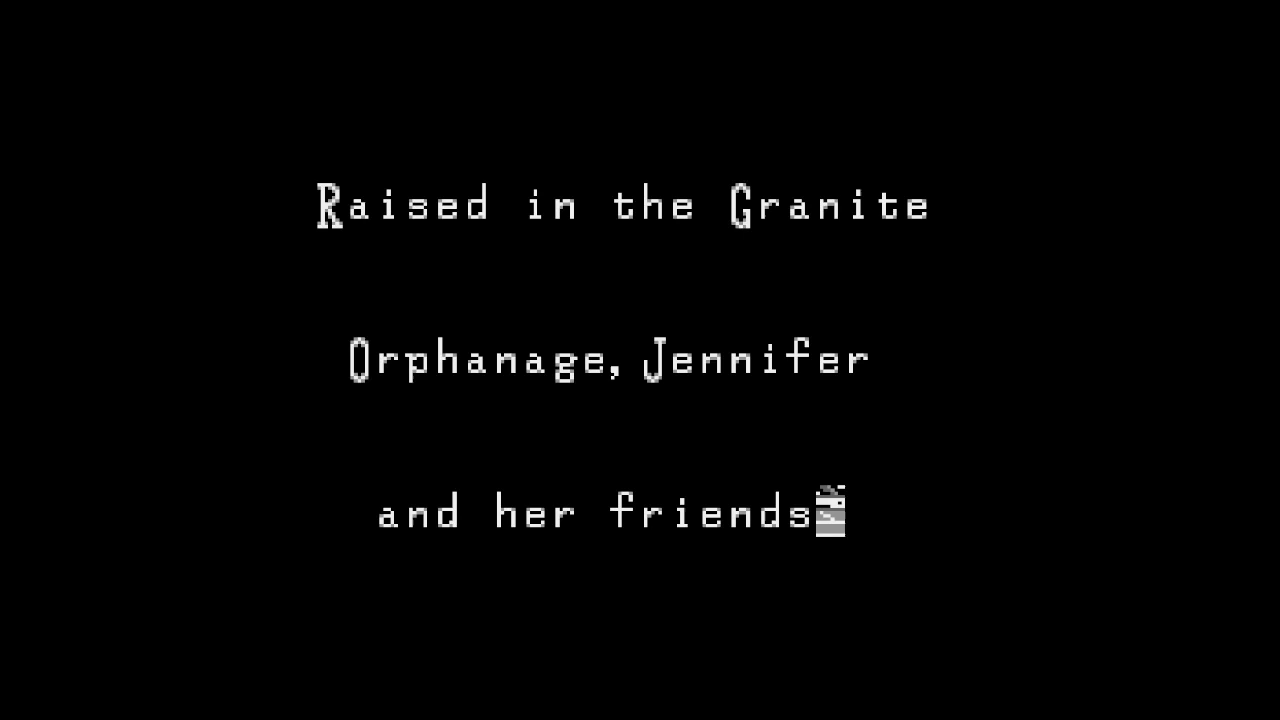 Raised in the Granite
Orphanage, Jennifer
and her friends